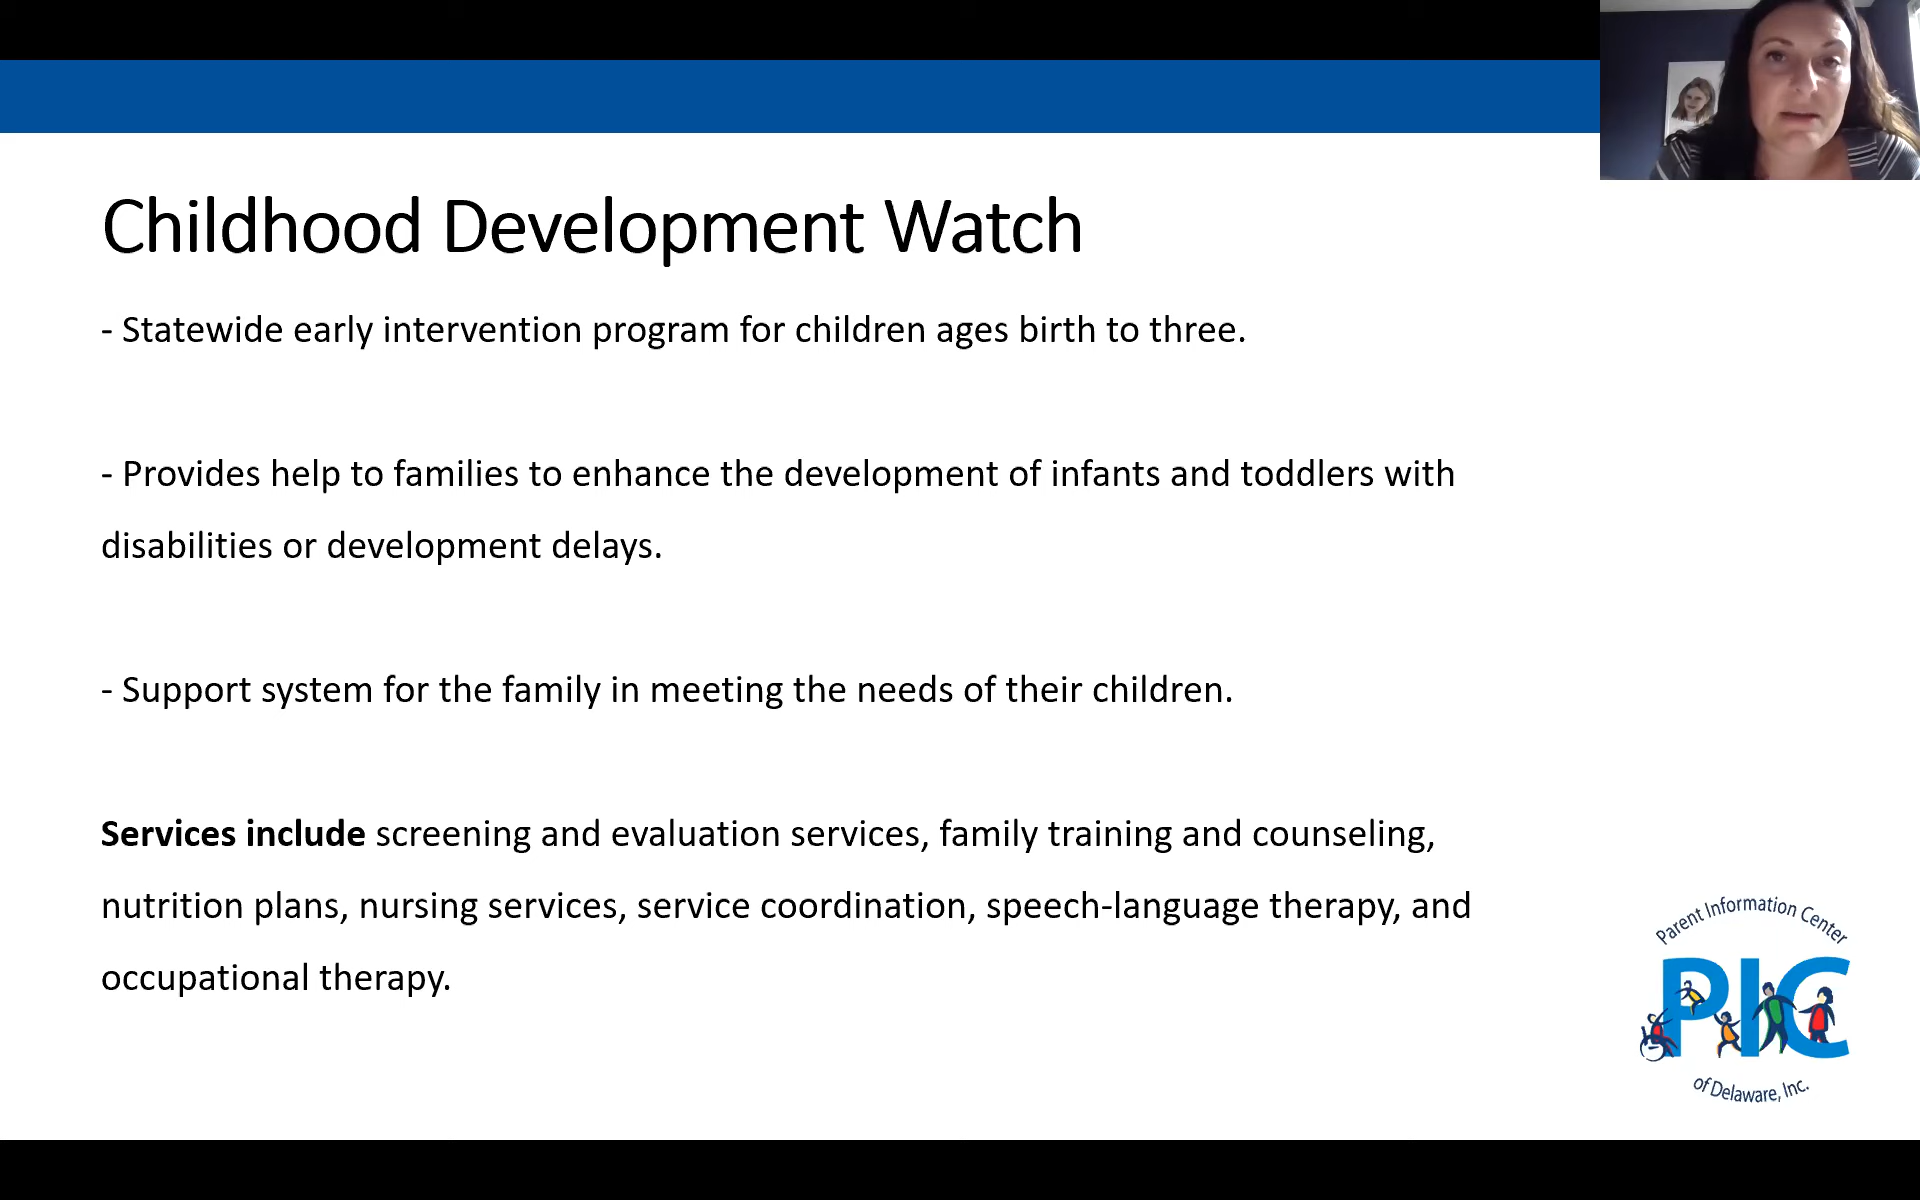 Childhood Development Watch
- Statewide early intervention program for children ages birth to three.
- Provides help to families to enhance the development of infants and toddlers with
disabilities or development delays.
- Support system for the family in meeting the needs of their children.
Services include screening and evaluation services, family training and counseling,
nutrition plans, nursing services, service coordination, speech-language therapy, and
occupational therapy.
Parent Information Center
PIC
of Delaware, Inc.